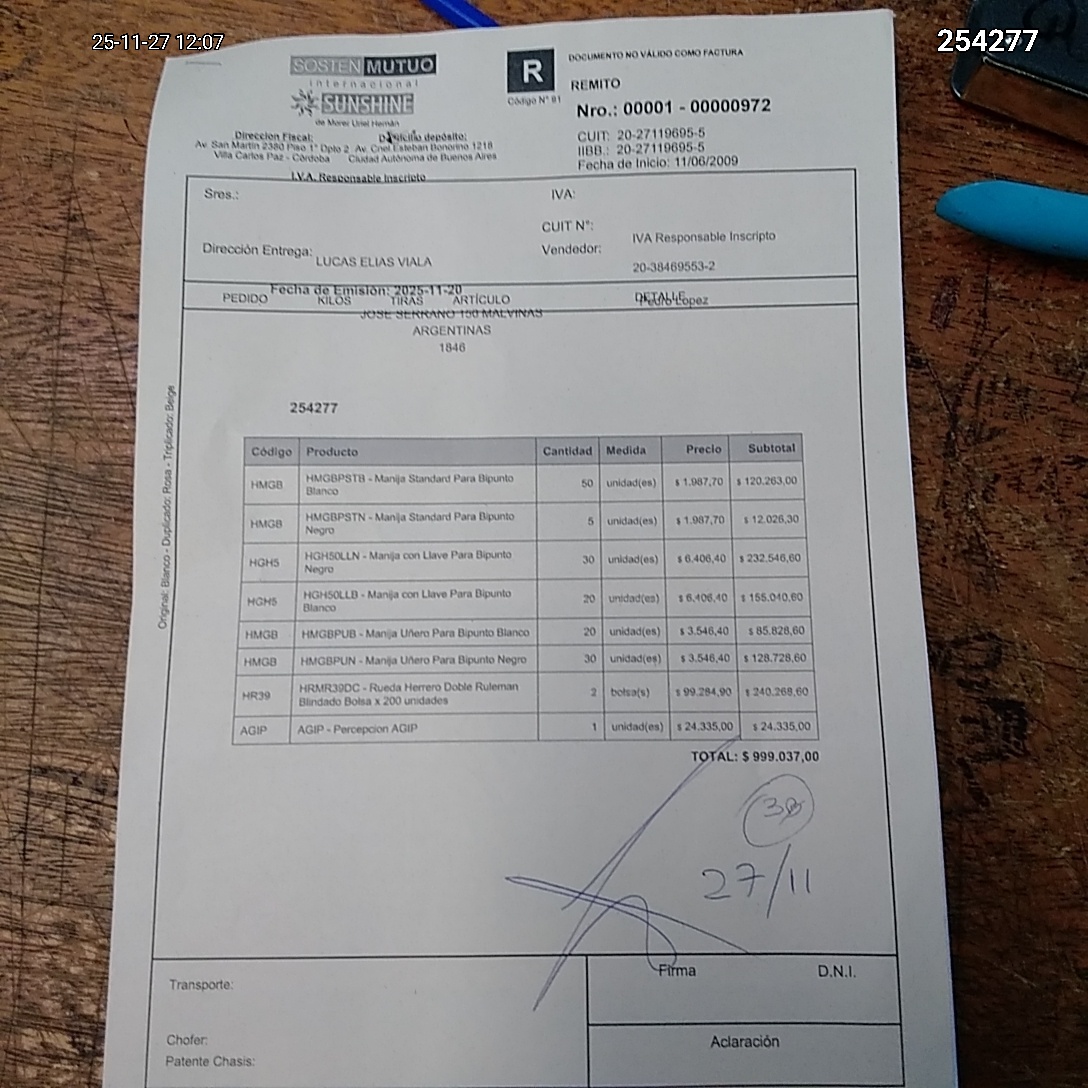 25-11-27 12:07
254277
SOSTEN MUTUO
internacional
SUNSHINE
de Morer Uriel Hernán
Direccion Fiscal:
Av. San Martin 2380 Piso 1° Dpto 2
Villa Carlos Paz - Córdoba
Domicilio depósito:
Av. Cnel. Esteban Bonorino 1218
Ciudad Autónoma de Buenos Aires
I.V.A. Responsable Inscripto
R
Código N° 91
DOCUMENTO NO VÁLIDO COMO FACTURA
REMITO
Nro.: 00001 - 00000972
CUIT: 20-27119695-5
IIBB.: 20-27119695-5
Fecha de Inicio: 11/06/2009
Sres.:
IVA:
CUIT N°:
IVA Responsable Inscripto
Dirección Entrega: LUCAS ELIAS VIALA
Vendedor:
20-38469553-2
Fecha de Emisión: 2025-11-20
PEDIDO KILOS TIRAS ARTÍCULO DETALLE
Pedro Lopez
JOSE SERRANO 150 MALVINAS
ARGENTINAS
1846
254277
Código Producto Cantidad Medida Precio Subtotal
HMGB HMGBPSTB - Manija Standard Para Bipunto Blanco 50 unidad(es) $ 1.987,70 $ 120.263,00
HMGB HMGBPSTN - Manija Standard Para Bipunto Negro 5 unidad(es) $ 1.987,70 $ 12.026,30
HGH5 HGH50LLN - Manija con Llave Para Bipunto Negro 30 unidad(es) $ 6.406,40 $ 232.546,60
HGH5 HGH50LLB - Manija con Llave Para Bipunto Blanco 20 unidad(es) $ 6.406,40 $ 155.040,60
HMGB HMGBPUB - Manija Uñero Para Bipunto Blanco 20 unidad(es) $ 3.546,40 $ 85.828,60
HMGB HMGBPUN - Manija Uñero Para Bipunto Negro 30 unidad(es) $ 3.546,40 $ 128.728,60
HR39 HRMR39DC - Rueda Herrero Doble Ruleman Blindado Bolsa x 200 unidades 2 bolsa(s) $ 99.284,90 $ 240.268,60
AGIP AGIP - Percepcion AGIP 1 unidad(es) $ 24.335,00 $ 24.335,00
TOTAL: $ 999.037,00
27/11
Original: Blanco - Duplicado: Rosa - Triplicado: Beige
Transporte:
Chofer:
Patente Chasis:
Firma
D.N.I.
Aclaración